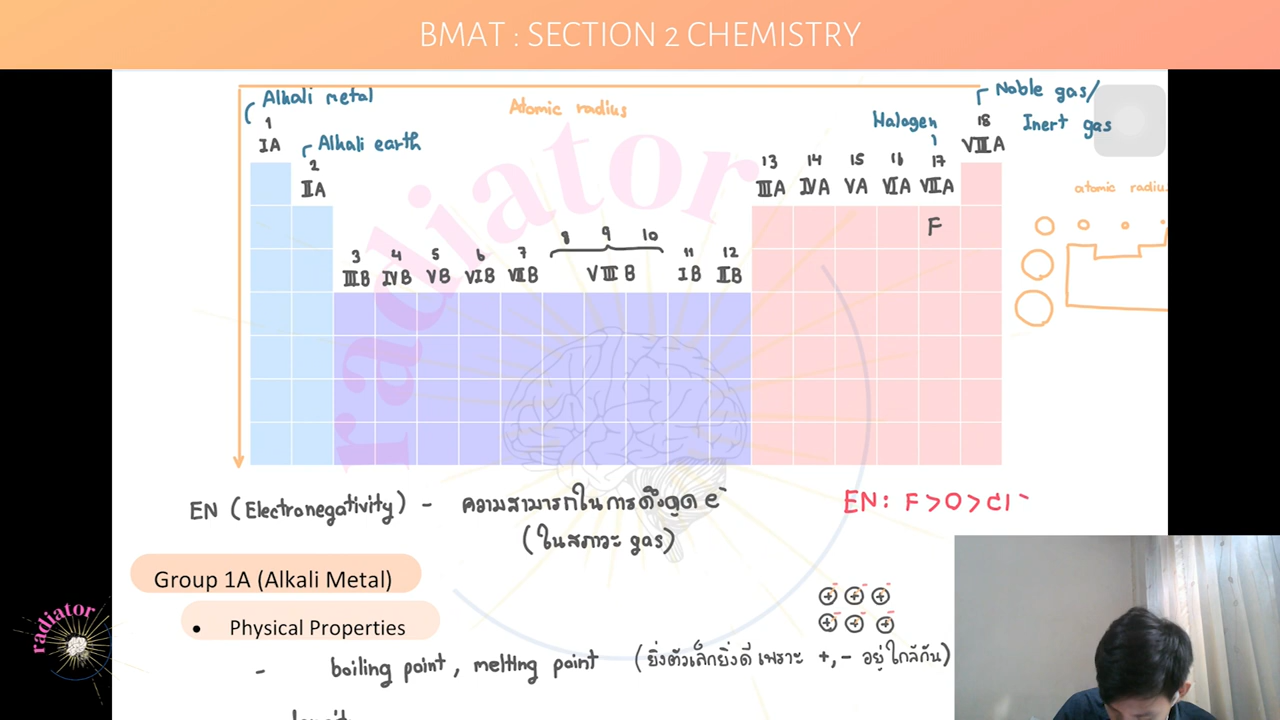 BMAT : SECTION 2 CHEMISTRY
Alkali metal
Atomic radius
Noble gas/
Inert gas
Halogen
Alkali earth
1
IA
2
IIA
18
VIIIA
13 14 15 16 17
IIIA IVA VA VIA VIIA
atomic radiu
F
8 9 10
3 4 5 6 7 11 12
IIIB IVB VB VIB VIIB VIII B IB IIB
radiator
EN (Electronegativity) - ความสามารถในการดึงดูด e⁻
(ในสภาวะ gas)
EN: F > O > Cl
Group 1A (Alkali Metal)
• Physical Properties
- boiling point, melting point (ยิ่งตัวเล็กยิ่งดี เพราะ +,- อยู่ใกล้กัน)
radiator